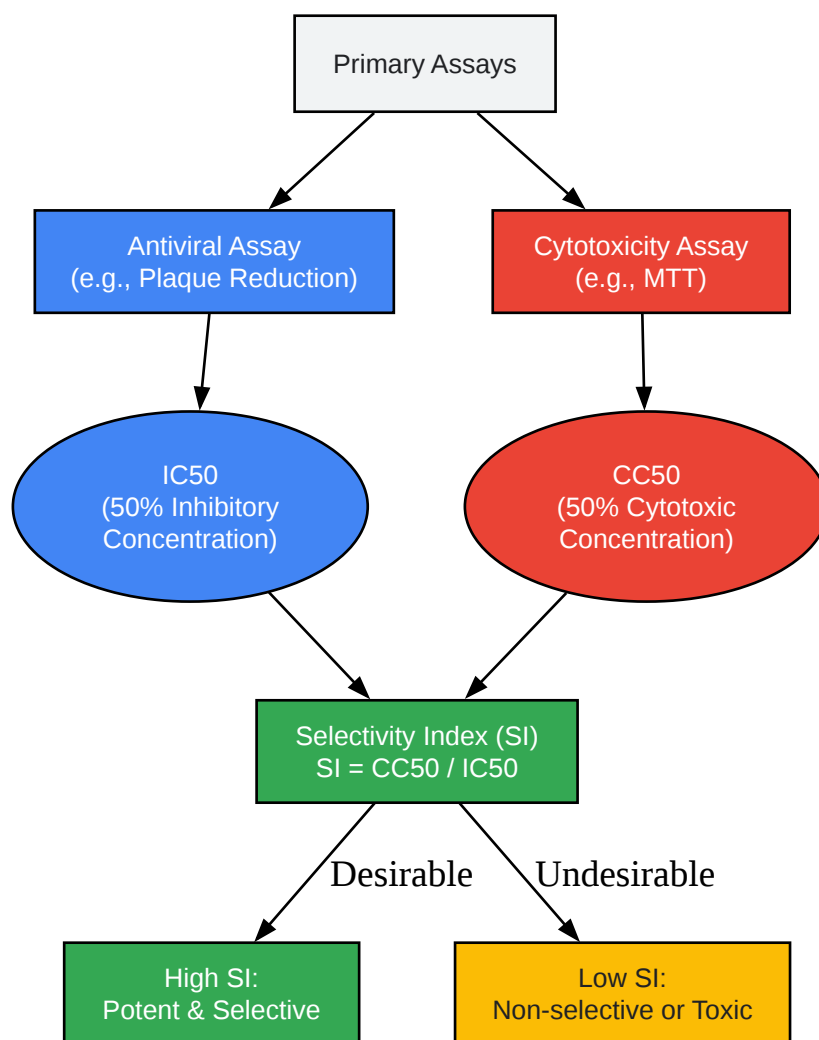 Primary Assays
Antiviral Assay
(e.g., Plaque Reduction)
Cytotoxicity Assay
(e.g., MTT)
IC50
(50% Inhibitory
Concentration)
CC50
(50% Cytotoxic
Concentration)
Selectivity Index (SI)
SI = CC50 / IC50
Desirable
Undesirable
High SI:
Potent & Selective
Low SI:
Non-selective or Toxic